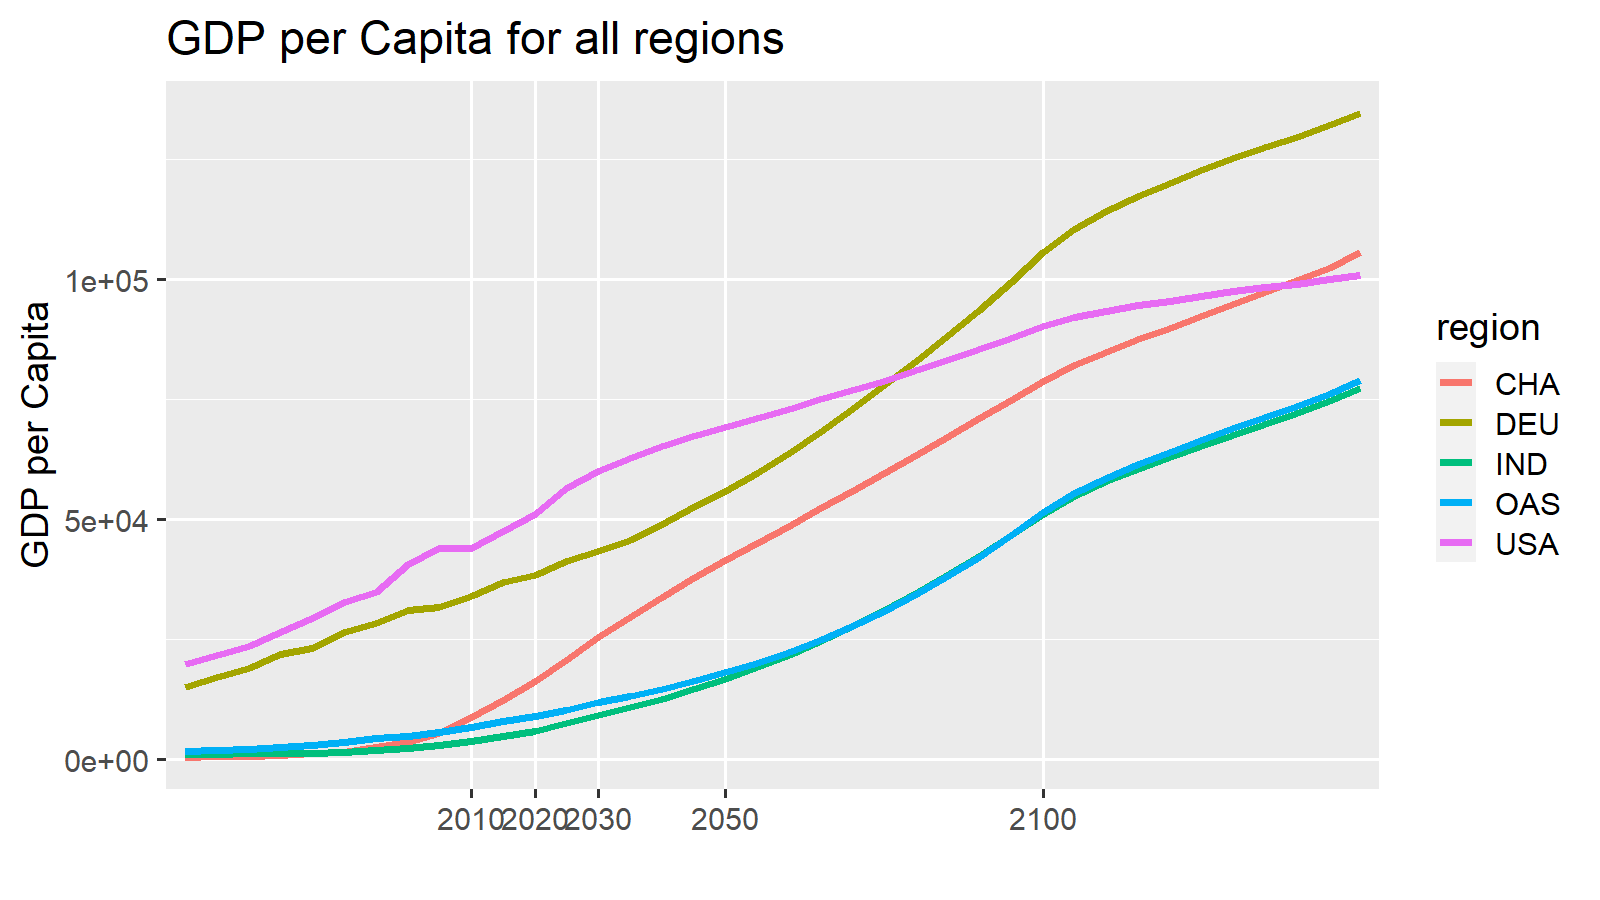 GDP per Capita for all regions
GDP per Capita
1e+05
5e+04
0e+00
2010 2020 2030 2050 2100
region
CHA
DEU
IND
OAS
USA